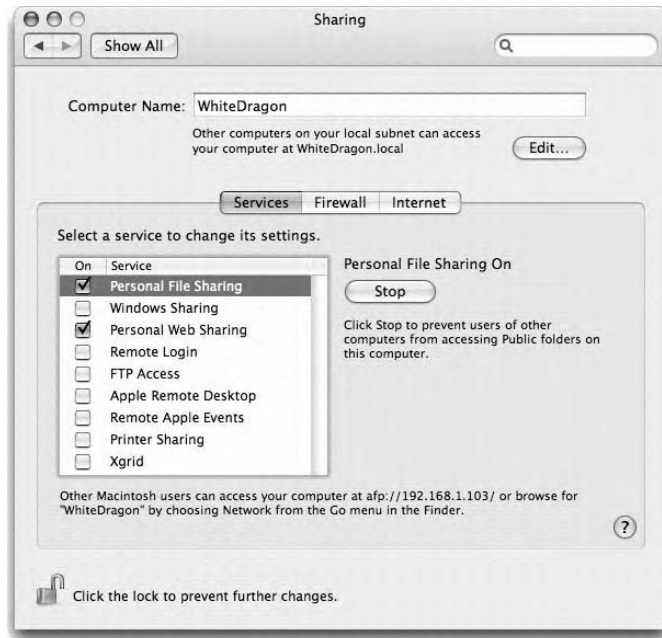 Sharing
Show All
Computer Name: WhiteDragon
Other computers on your local subnet can access
your computer at WhiteDragon.local
Edit...
Services Firewall Internet
Select a service to change its settings.
On Service
Personal File Sharing
Windows Sharing
Personal Web Sharing
Remote Login
FTP Access
Apple Remote Desktop
Remote Apple Events
Printer Sharing
Xgrid
Personal File Sharing On
Stop
Click Stop to prevent users of other
computers from accessing Public folders on
this computer.
Other Macintosh users can access your computer at afp://192.168.1.103/ or browse for
"WhiteDragon" by choosing Network from the Go menu in the Finder.
?
Click the lock to prevent further changes.